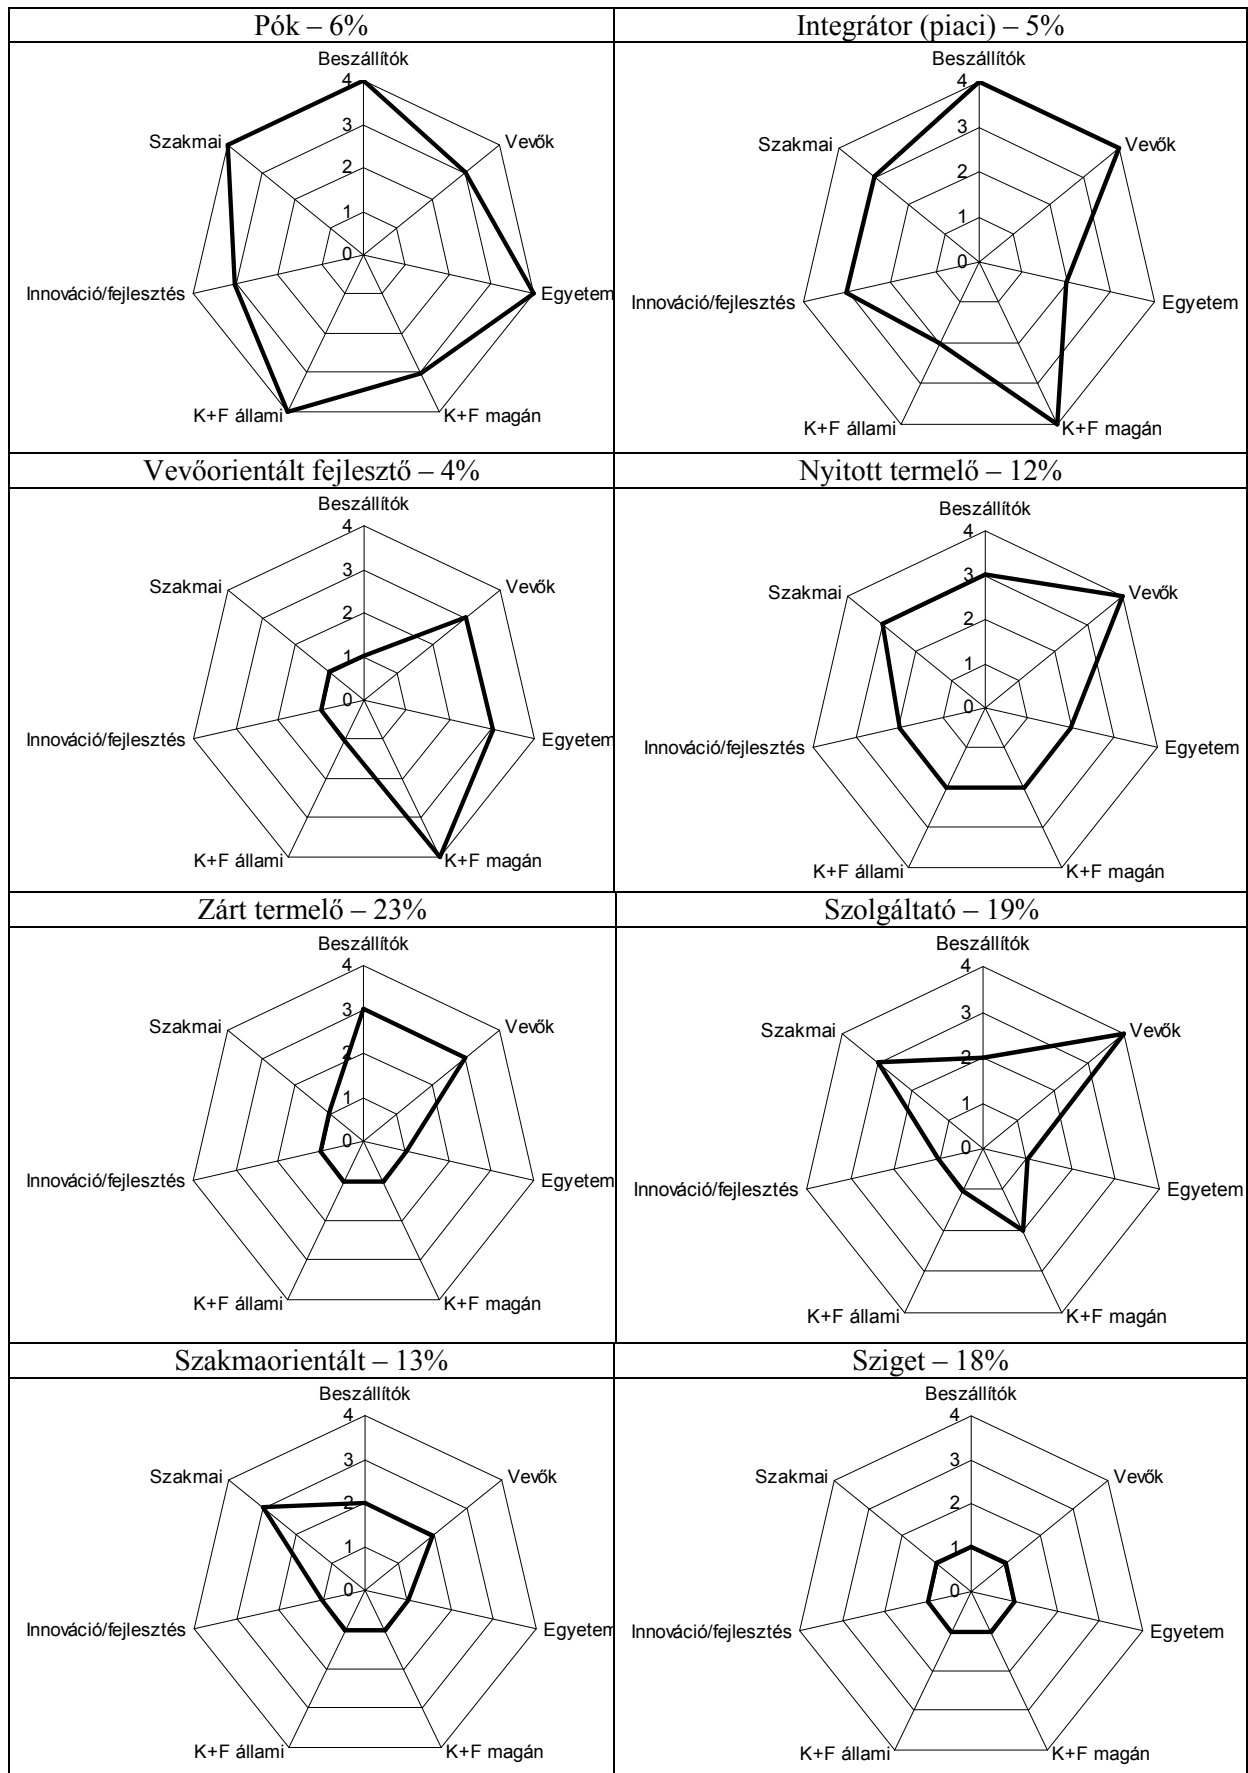 Pók – 6%
Beszállítók
4
3
2
1
0
Szakmai
Vevők
Innováció/fejlesztés
Egyetem
K+F állami
K+F magán
Integrátor (piaci) – 5%
Beszállítók
4
3
2
1
0
Szakmai
Vevők
Innováció/fejlesztés
Egyetem
K+F állami
K+F magán
Vevőorientált fejlesztő – 4%
Beszállítók
4
3
2
1
0
Szakmai
Vevők
Innováció/fejlesztés
Egyetem
K+F állami
K+F magán
Nyitott termelő – 12%
Beszállítók
4
3
2
1
0
Szakmai
Vevők
Innováció/fejlesztés
Egyetem
K+F állami
K+F magán
Zárt termelő – 23%
Beszállítók
4
3
2
1
0
Szakmai
Vevők
Innováció/fejlesztés
Egyetem
K+F állami
K+F magán
Szolgáltató – 19%
Beszállítók
4
3
2
1
0
Szakmai
Vevők
Innováció/fejlesztés
Egyetem
K+F állami
K+F magán
Szakmaorientált – 13%
Beszállítók
4
3
2
1
0
Szakmai
Vevők
Innováció/fejlesztés
Egyetem
K+F állami
K+F magán
Sziget – 18%
Beszállítók
4
3
2
1
0
Szakmai
Vevők
Innováció/fejlesztés
Egyetem
K+F állami
K+F magán